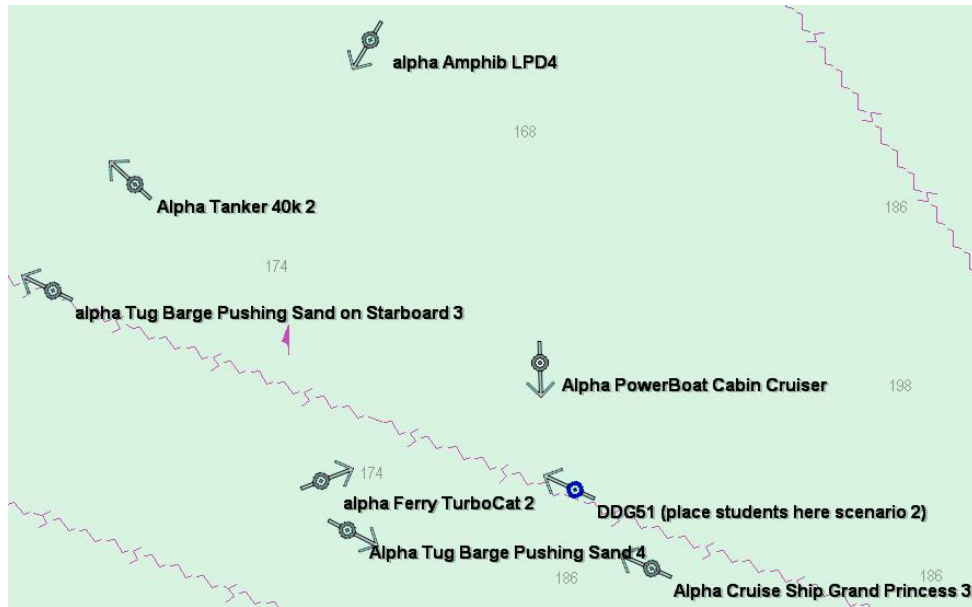 alpha Amphib LPD4
168
Alpha Tanker 40k 2
186
174
alpha Tug Barge Pushing Sand on Starboard 3
Alpha PowerBoat Cabin Cruiser
198
174
alpha Ferry TurboCat 2
DDG51 (place students here scenario 2)
Alpha Tug Barge Pushing Sand 4
186
186
Alpha Cruise Ship Grand Princess 3